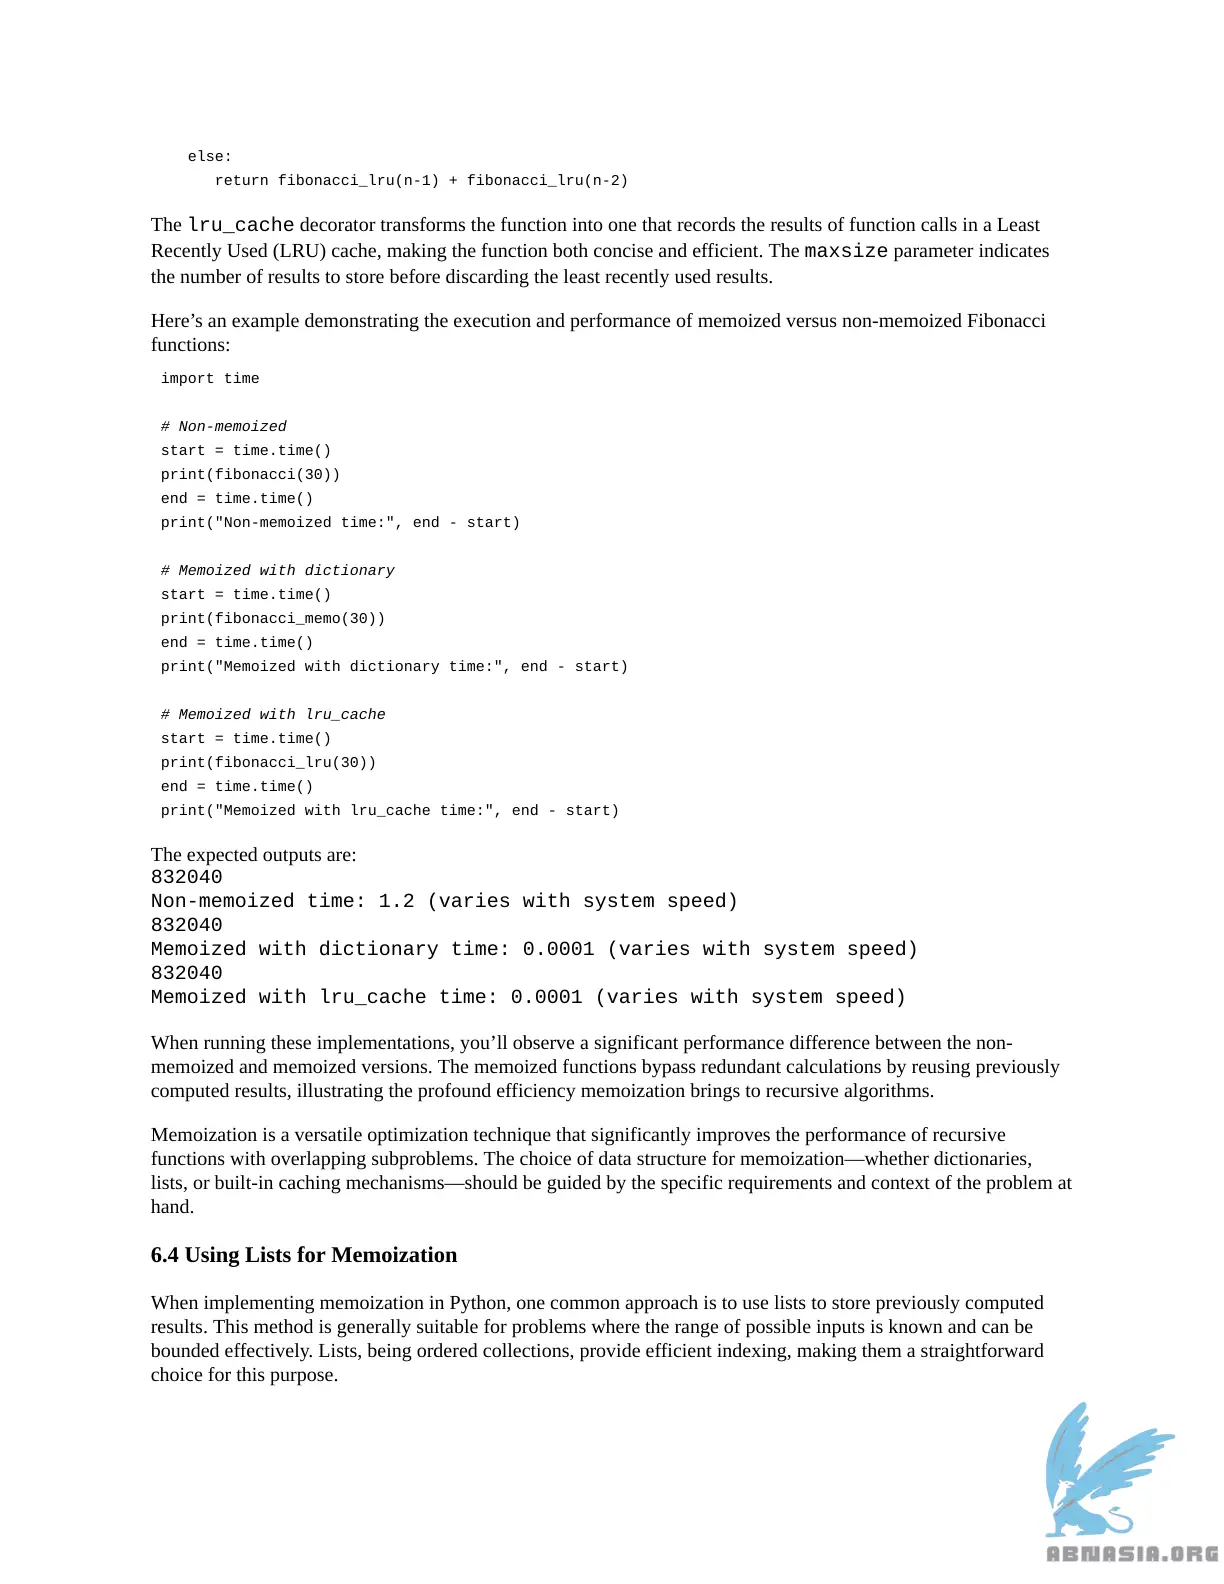 else:
return fibonacci_lru(n-1) + fibonacci_lru(n-2)
The lru_cache decorator transforms the function into one that records the results of function calls in a Least
Recently Used (LRU) cache, making the function both concise and efficient. The maxsize parameter indicates
the number of results to store before discarding the least recently used results.
Here’s an example demonstrating the execution and performance of memoized versus non-memoized Fibonacci
functions:
import time
# Non-memoized
start = time.time()
print(fibonacci(30))
end = time.time()
print("Non-memoized time:", end - start)
# Memoized with dictionary
start = time.time()
print(fibonacci_memo(30))
end = time.time()
print("Memoized with dictionary time:", end - start)
# Memoized with lru_cache
start = time.time()
print(fibonacci_lru(30))
end = time.time()
print("Memoized with lru_cache time:", end - start)
The expected outputs are:
832040
Non-memoized time: 1.2 (varies with system speed)
832040
Memoized with dictionary time: 0.0001 (varies with system speed)
832040
Memoized with lru_cache time: 0.0001 (varies with system speed)
When running these implementations, you’ll observe a significant performance difference between the non-
memoized and memoized versions. The memoized functions bypass redundant calculations by reusing previously
computed results, illustrating the profound efficiency memoization brings to recursive algorithms.
Memoization is a versatile optimization technique that significantly improves the performance of recursive
functions with overlapping subproblems. The choice of data structure for memoization—whether dictionaries,
lists, or built-in caching mechanisms—should be guided by the specific requirements and context of the problem at
hand.
6.4 Using Lists for Memoization
When implementing memoization in Python, one common approach is to use lists to store previously computed
results. This method is generally suitable for problems where the range of possible inputs is known and can be
bounded effectively. Lists, being ordered collections, provide efficient indexing, making them a straightforward
choice for this purpose.
ABNASIA.ORG